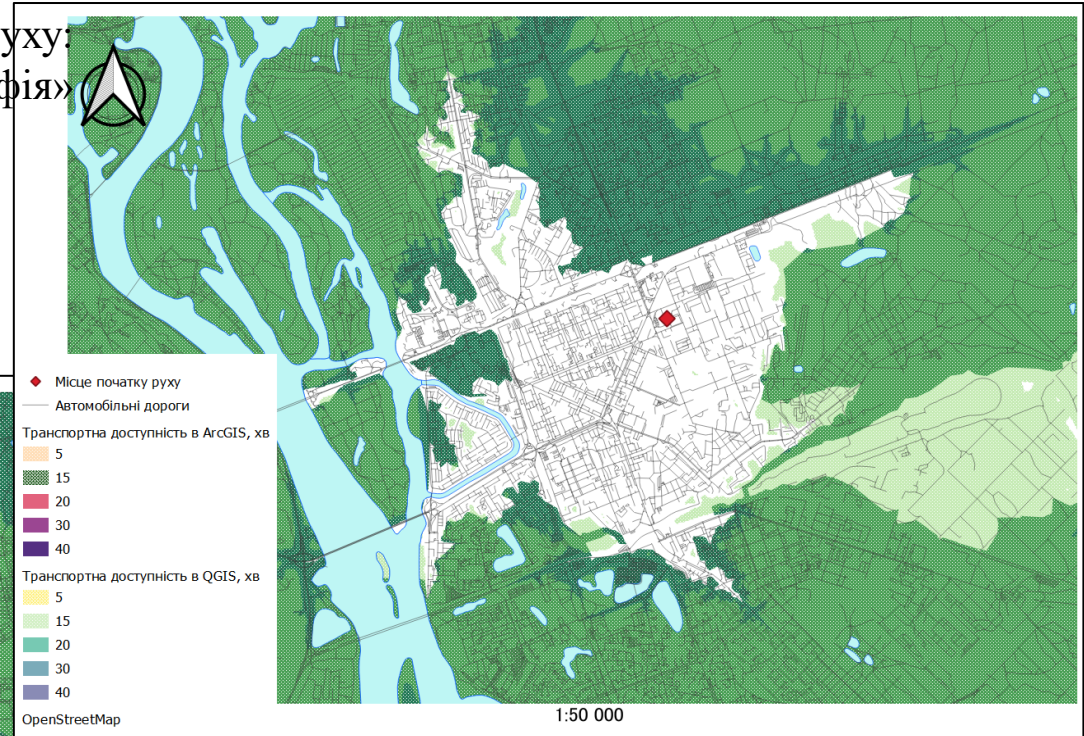 уху:
фія»
Місце початку руху
Автомобільні дороги
Транспортна доступність в ArcGIS, хв
5
15
20
30
40
Транспортна доступність в QGIS, хв
5
15
20
30
40
OpenStreetMap
1:50 000